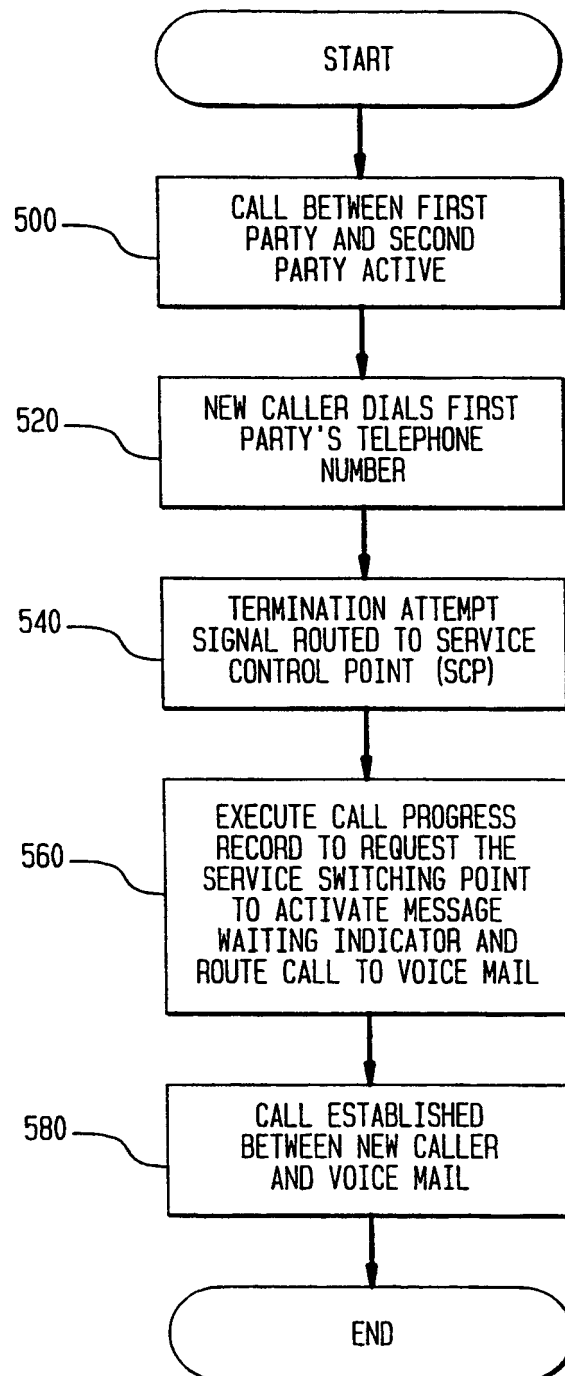 START
500
CALL BETWEEN FIRST
PARTY AND SECOND
PARTY ACTIVE
520
NEW CALLER DIALS FIRST
PARTY'S TELEPHONE
NUMBER
540
TERMINATION ATTEMPT
SIGNAL ROUTED TO SERVICE
CONTROL POINT (SCP)
560
EXECUTE CALL PROGRESS
RECORD TO REQUEST THE
SERVICE SWITCHING POINT
TO ACTIVATE MESSAGE
WAITING INDICATOR AND
ROUTE CALL TO VOICE MAIL
580
CALL ESTABLISHED
BETWEEN NEW CALLER
AND VOICE MAIL
END